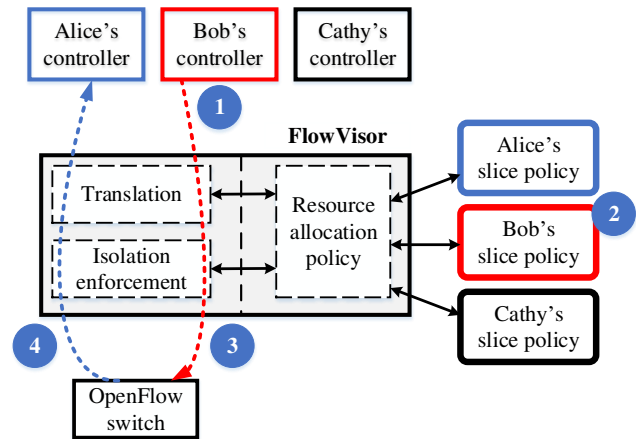 Alice’s
controller
Bob’s
controller
Cathy’s
controller
1
FlowVisor
Translation
Isolation
enforcement
Resource
allocation
policy
Alice’s
slice policy
2
Bob’s
slice policy
Cathy’s
slice policy
4
3
OpenFlow
switch